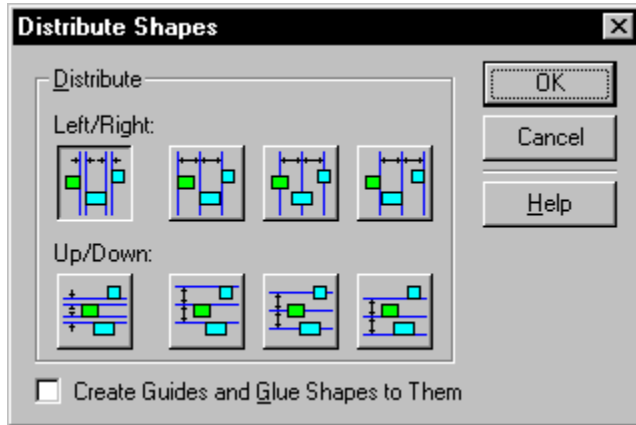 Distribute Shapes
Distribute
OK
Left/Right:
Cancel
Help
Up/Down:
Create Guides and Glue Shapes to Them